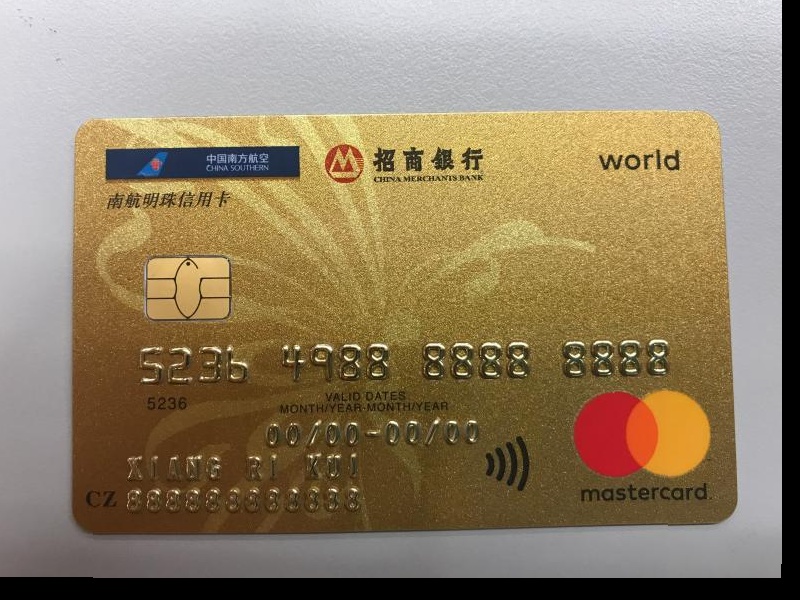 中国南方航空
CHINA SOUTHERN
招商银行
CHINA MERCHANTS BANK
world
南航明珠信用卡
5236 4988 8888 8888
5236
VALID DATES
MONTH/YEAR-MONTH/YEAR
00/00-00/00
XIANG RI KUI
CZ 888888888888
mastercard